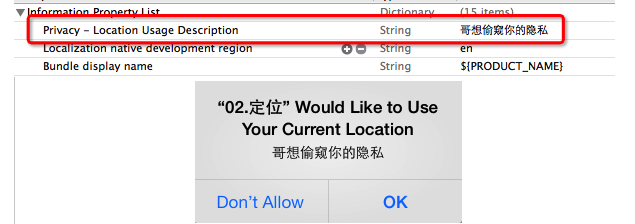 Information Property List Dictionary (15 items)
Privacy – Location Usage Description String 哥想偷窥你的隐私
Localization native development region String en
Bundle display name String ${PRODUCT_NAME}
“02.定位” Would Like to Use
Your Current Location
哥想偷窥你的隐私
Don’t Allow OK